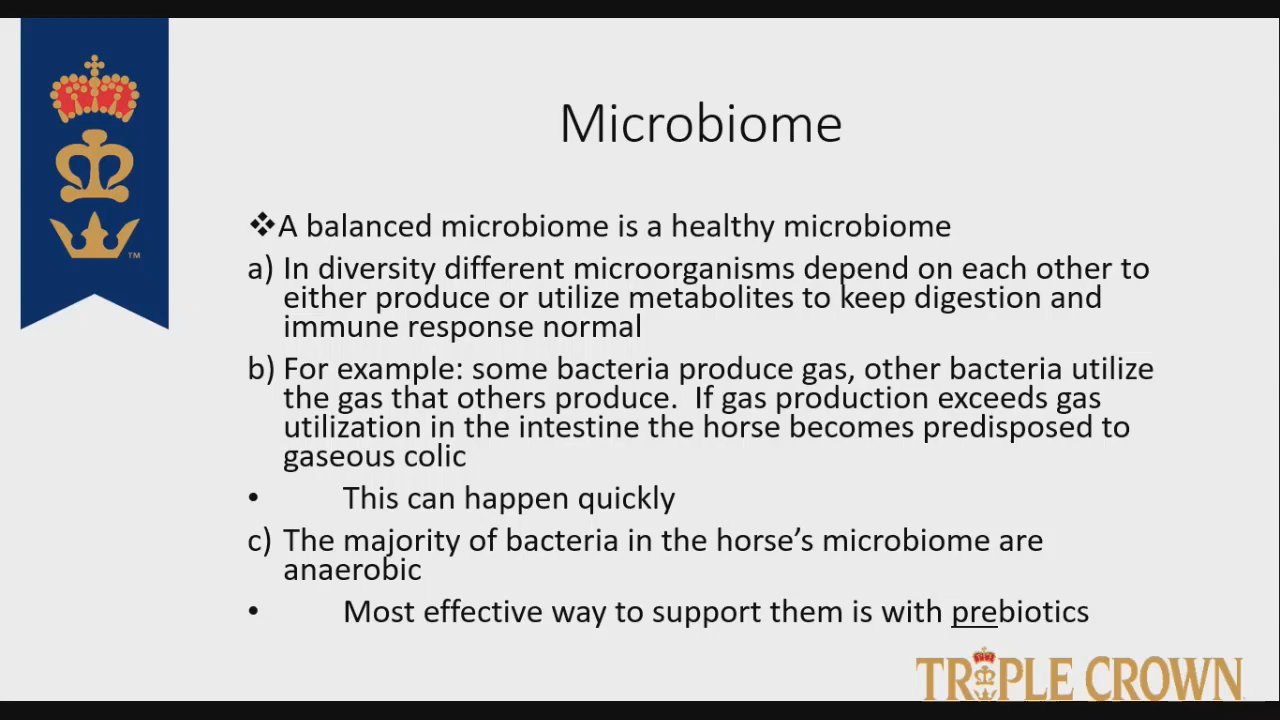 Microbiome
❖A balanced microbiome is a healthy microbiome
a) In diversity different microorganisms depend on each other to
either produce or utilize metabolites to keep digestion and
immune response normal
b) For example: some bacteria produce gas, other bacteria utilize
the gas that others produce.  If gas production exceeds gas
utilization in the intestine the horse becomes predisposed to
gaseous colic
• This can happen quickly
c) The majority of bacteria in the horse's microbiome are
anaerobic
• Most effective way to support them is with prebiotics
TM
TRIPLE CROWN